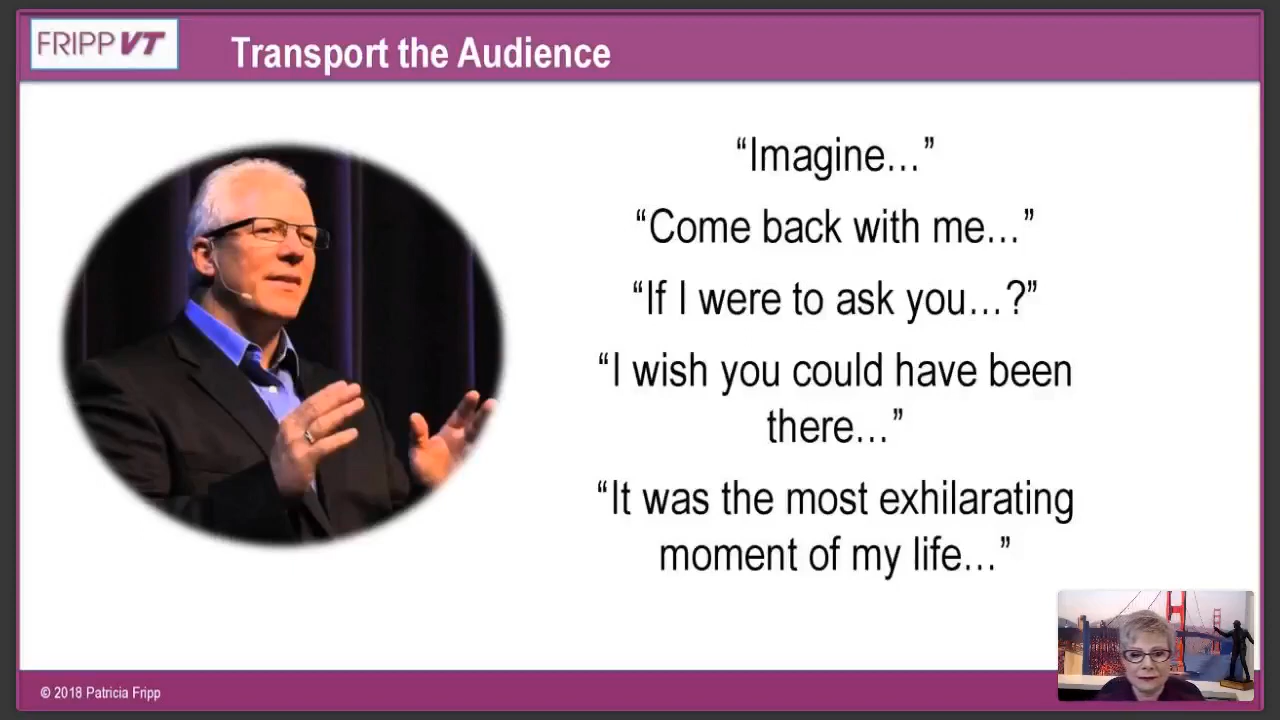 FRIPP VT
Transport the Audience
“Imagine…”
“Come back with me…”
“If I were to ask you…?”
“I wish you could have been
there…”
“It was the most exhilarating
moment of my life…”
© 2018 Patricia Fripp